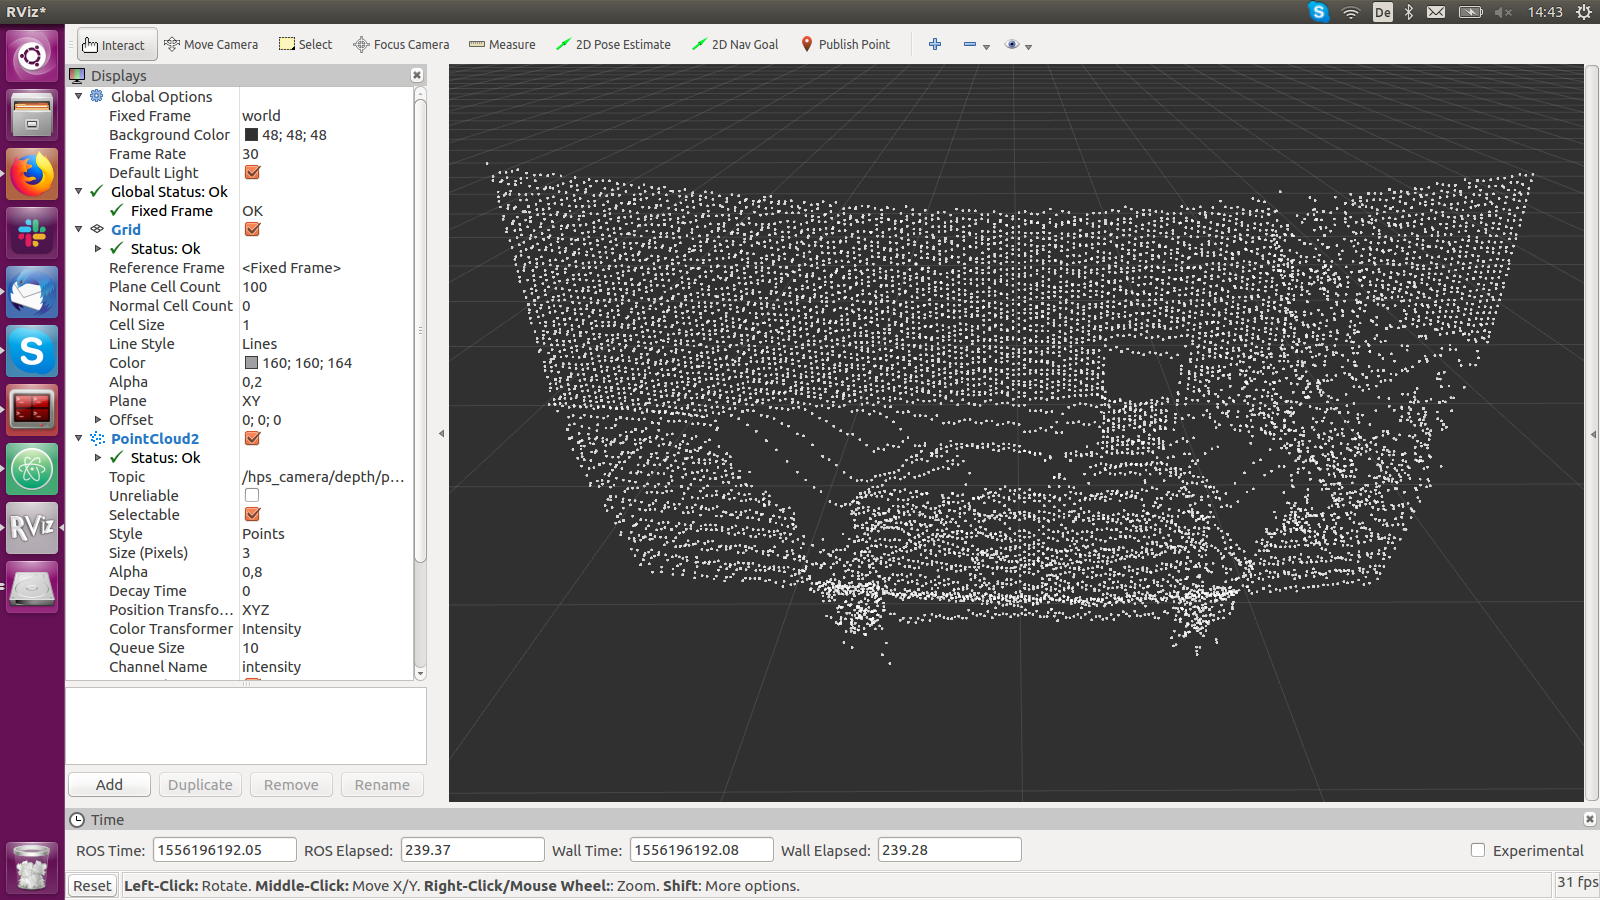 RViz*
De
14:43
Interact
Move Camera
Select
Focus Camera
Measure
2D Pose Estimate
2D Nav Goal
Publish Point
Displays
Global Options
Fixed Frame world
Background Color 48; 48; 48
Frame Rate 30
Default Light
Global Status: Ok
Fixed Frame OK
Grid
Status: Ok
Reference Frame <Fixed Frame>
Plane Cell Count 100
Normal Cell Count 0
Cell Size 1
Line Style Lines
Color 160; 160; 164
Alpha 0,2
Plane XY
Offset 0; 0; 0
PointCloud2
Status: Ok
Topic /hps_camera/depth/p...
Unreliable
Selectable
Style Points
Size (Pixels) 3
Alpha 0,8
Decay Time 0
Position Transfo... XYZ
Color Transformer Intensity
Queue Size 10
Channel Name intensity
Add Duplicate Remove Rename
Time
ROS Time: 1556196192.05 ROS Elapsed: 239.37 Wall Time: 1556196192.08 Wall Elapsed: 239.28 Experimental
Reset Left-Click: Rotate. Middle-Click: Move X/Y. Right-Click/Mouse Wheel:: Zoom. Shift: More options. 31 fps
S
S
RViz